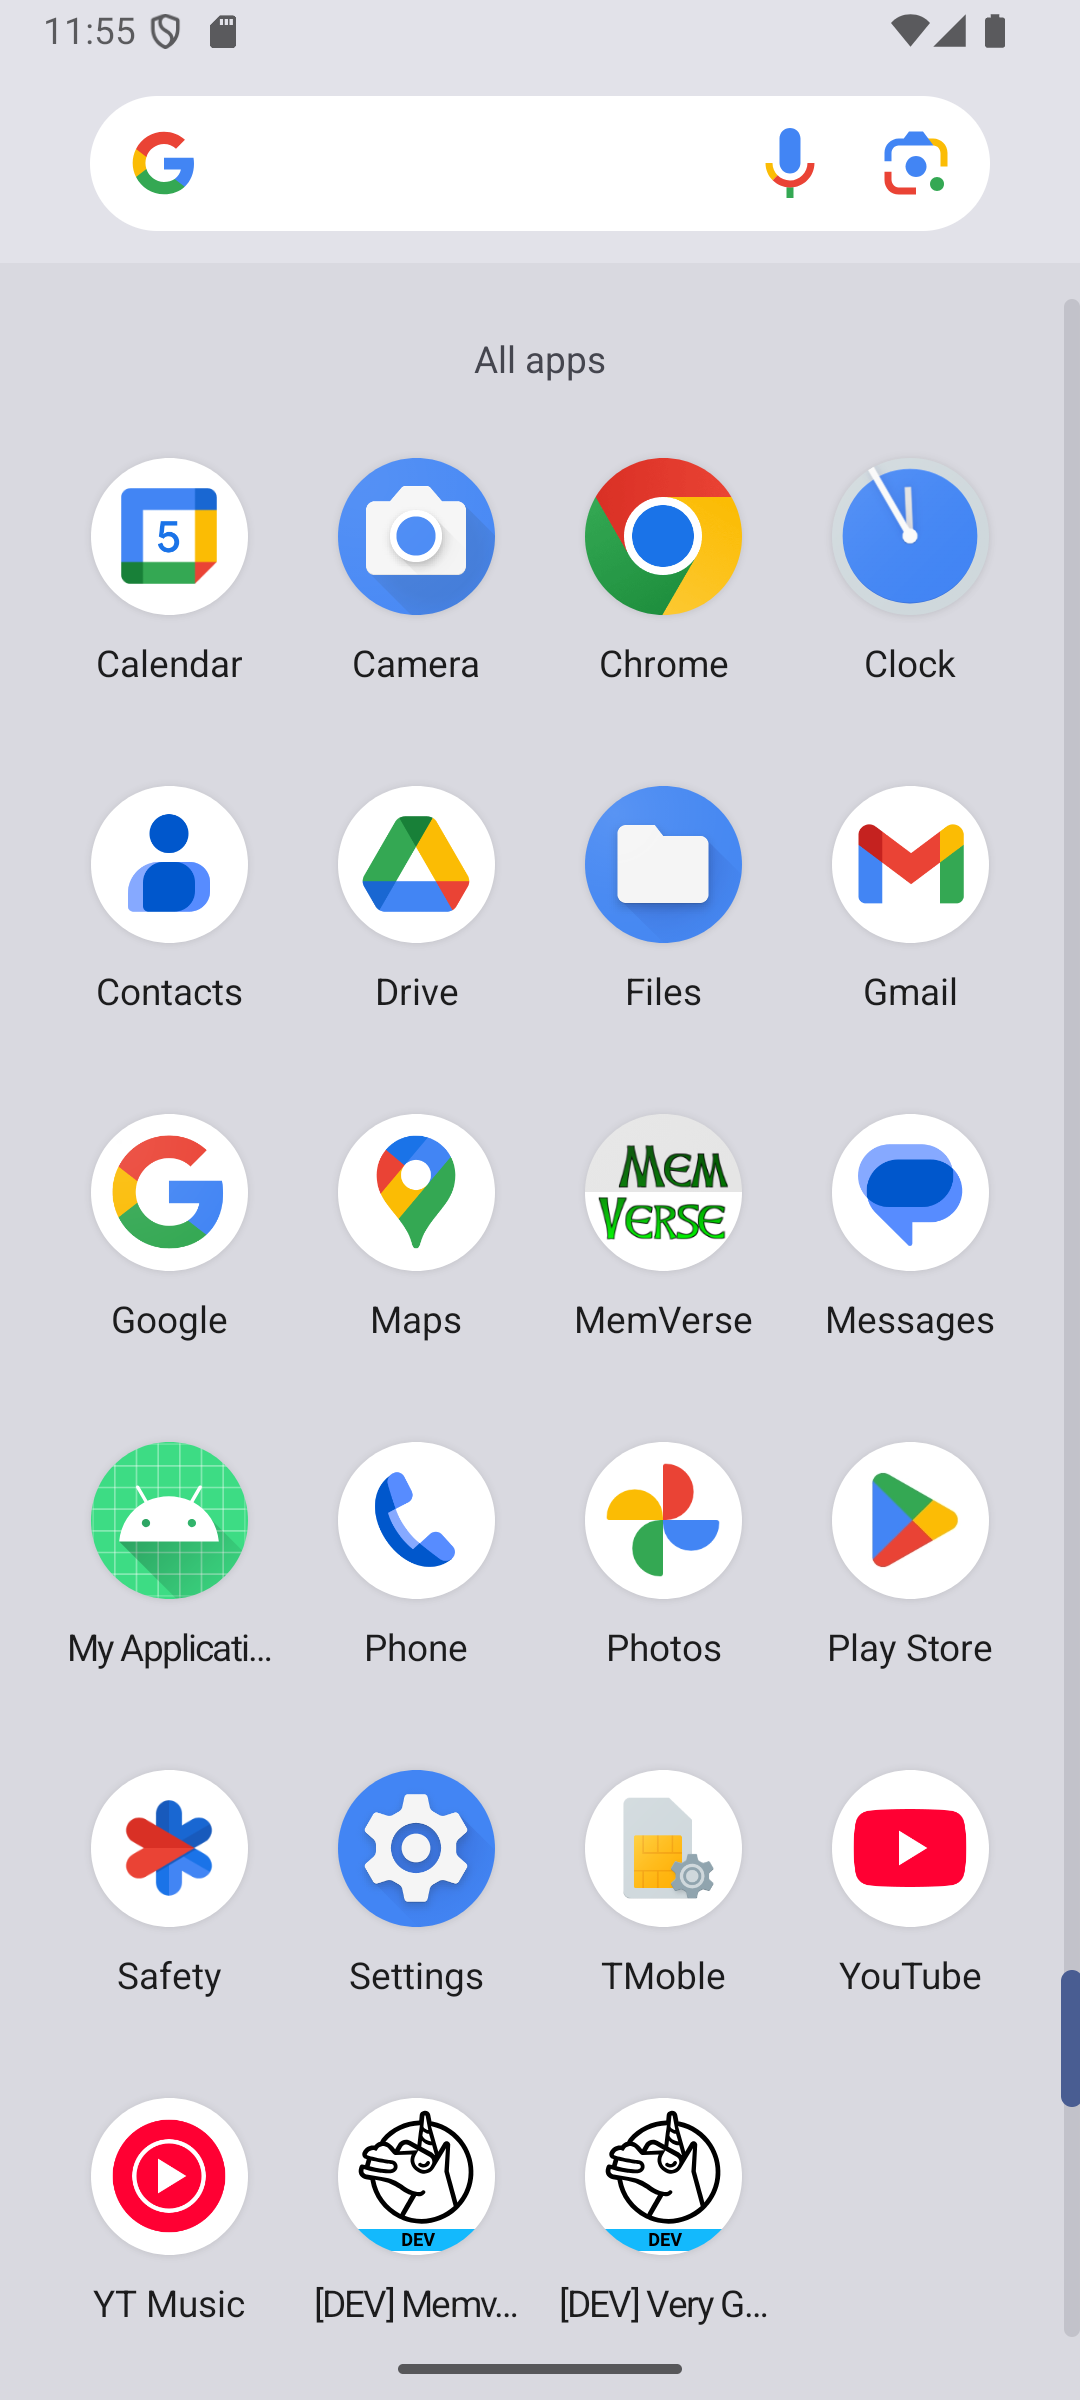 11:55
All apps
5
Calendar Camera Chrome Clock
Contacts Drive Files Gmail
MEM
VERSE
Google Maps MemVerse Messages
My Applicati... Phone Photos Play Store
Safety Settings TMoble YouTube
DEV DEV
YT Music [DEV] Memv... [DEV] Very G...